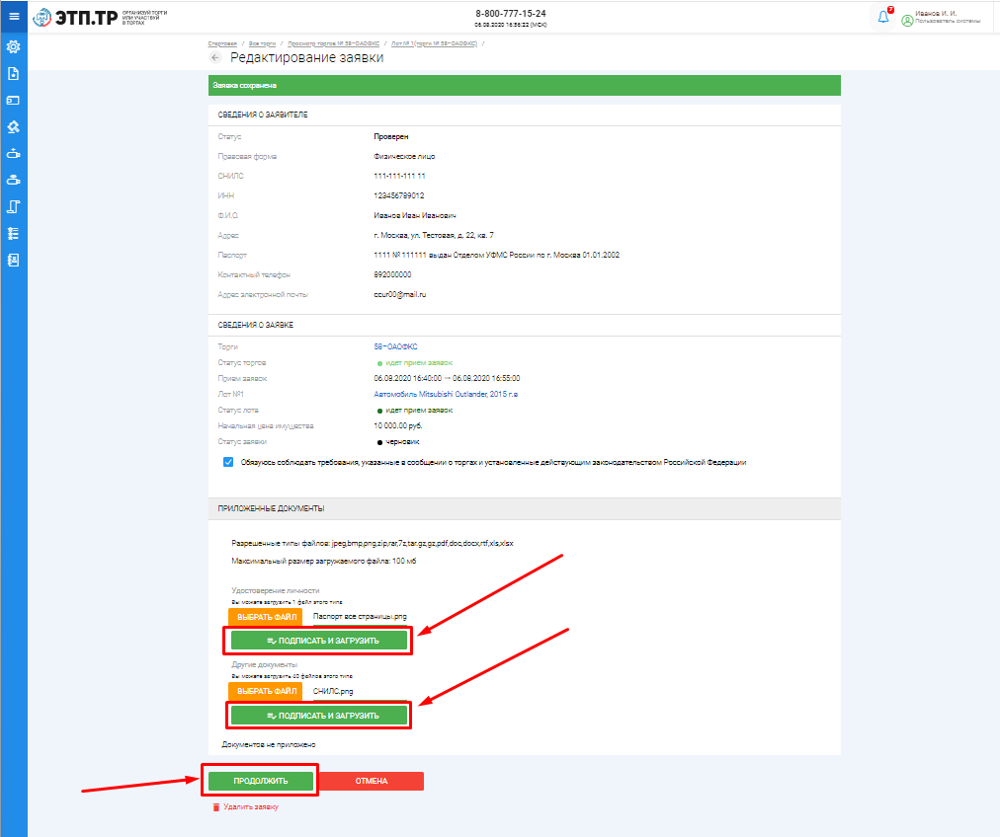 ЭТП.ТР
ОРГАНИЗУЙ ТОРГИ
ИЛИ УЧАСТВУЙ
В ТОРГАХ
8-800-777-15-24
06.08.2020 16:56:22 (МСК)
7
Иванов И. И.
Пользователь системы
Стартовая / Все торги / Просмотр торгов № 58-ОАОФКС / Лот № 1(торги № 58-ОАОФКС) /
Редактирование заявки
Заявка сохранена
СВЕДЕНИЯ О ЗАЯВИТЕЛЕ
Статус Проверен
Правовая форма Физическое лицо
СНИЛС 111-111-111 11
ИНН 123456789012
Ф.И.О. Иванов Иван Иванович
Адрес г. Москва, ул. Тестовая, д. 22, кв. 7
Паспорт 1111 № 111111 выдан Отделом УФМС России по г. Москва 01.01.2002
Контактный телефон 892000000
Адрес электронной почты ccur00@mail.ru
СВЕДЕНИЯ О ЗАЯВКЕ
Торги 58-ОАОФКС
Статус торгов идет прием заявок
Прием заявок 06.08.2020 16:40:00 — 06.08.2020 16:55:00
Лот №1 Автомобиль Mitsubishi Outlander, 2015 г.в
Статус лота идет прием заявок
Начальная цена имущества 10 000.00 руб.
Статус заявки черновик
Обязуюсь соблюдать требования, указанные в сообщении о торгах и установленные действующим законодательством Российской Федерации
ПРИЛОЖЕННЫЕ ДОКУМЕНТЫ
Разрешенные типы файлов: jpeg,bmp,png,zip,rar,7z,tar.gz,gz,pdf,doc,docx,rtf,xls,xlsx
Максимальный размер загружаемого файла: 100 мб
Удостоверение личности
Вы можете загрузить 1 файл этого типа
ВЫБРАТЬ ФАЙЛ Паспорт все страницы.png
ПОДПИСАТЬ И ЗАГРУЗИТЬ
Другие документы
Вы можете загрузить 40 файлов этого типа
ВЫБРАТЬ ФАЙЛ СНИЛС.png
ПОДПИСАТЬ И ЗАГРУЗИТЬ
Документов не приложено
ПРОДОЛЖИТЬ ОТМЕНА
Удалить заявку